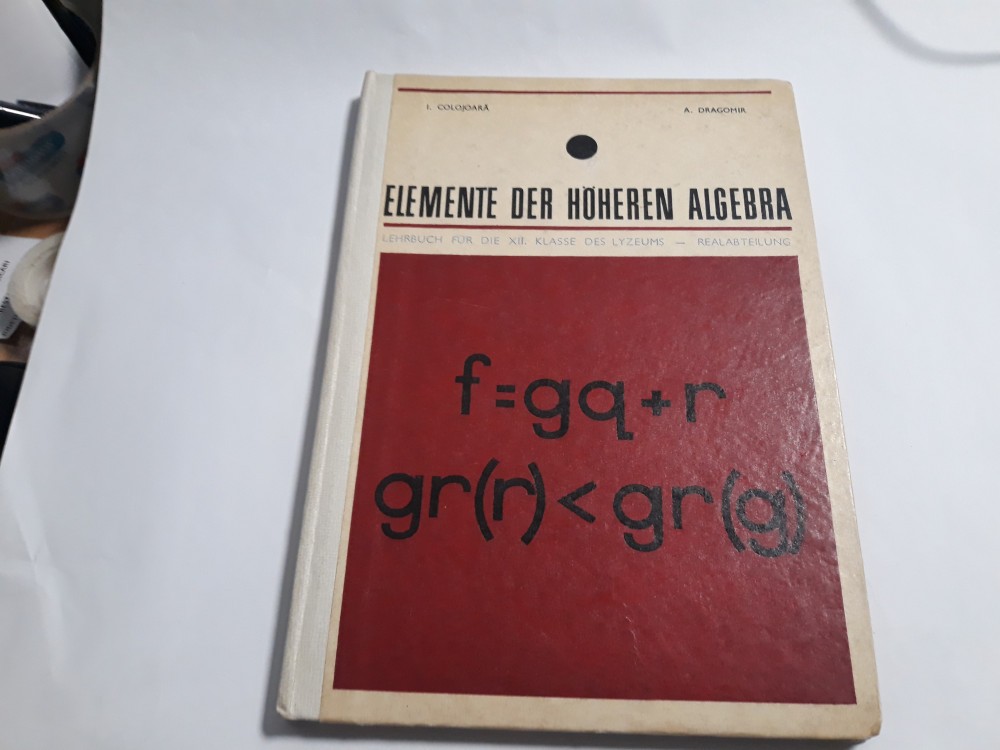 I. COLOJOARĂ A. DRAGOMIR
ELEMENTE DER HÖHEREN ALGEBRA
LEHRBUCH FÜR DIE XII. KLASSE DES LYZEUMS — REALABTEILUNG
f=gq+r
gr(r)<gr(g)